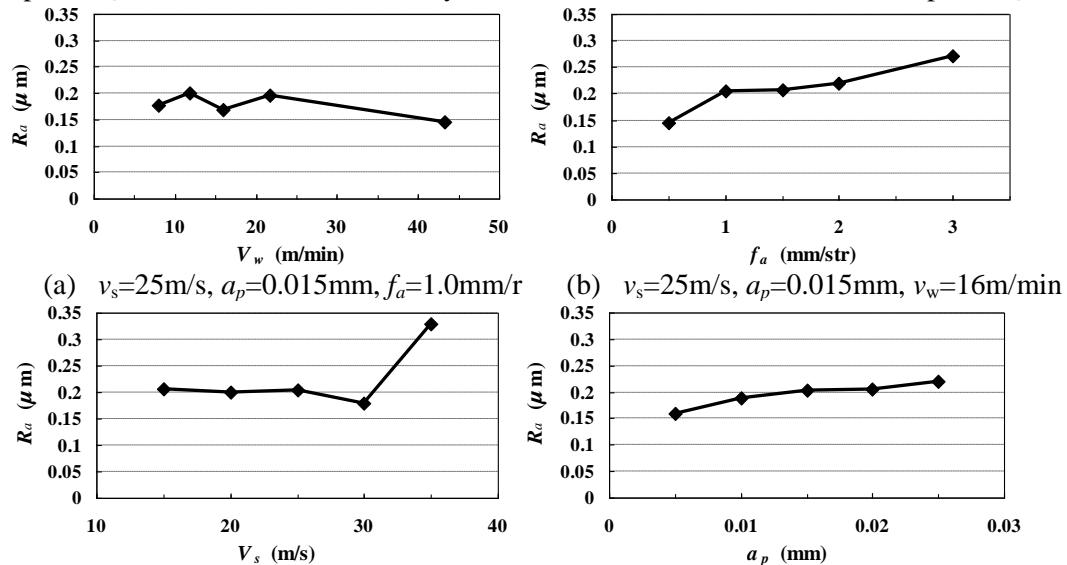 0.35 0.35
0.3 0.3
0.25 0.25
0.2 0.2
0.15 0.15
0.1 0.1
0.05 0.05
0 0
Ra (μm) Ra (μm)
0 10 20 30 40 50 0 1 2 3
Vw (m/min) fa (mm/str)
(a) vs=25m/s, ap=0.015mm, fa=1.0mm/r (b) vs=25m/s, ap=0.015mm, vw=16m/min
0.35 0.35
0.3 0.3
0.25 0.25
0.2 0.2
0.15 0.15
0.1 0.1
0.05 0.05
0 0
Ra (μm) Ra (μm)
10 20 30 40 0 0.01 0.02 0.03
Vs (m/s) ap (mm)